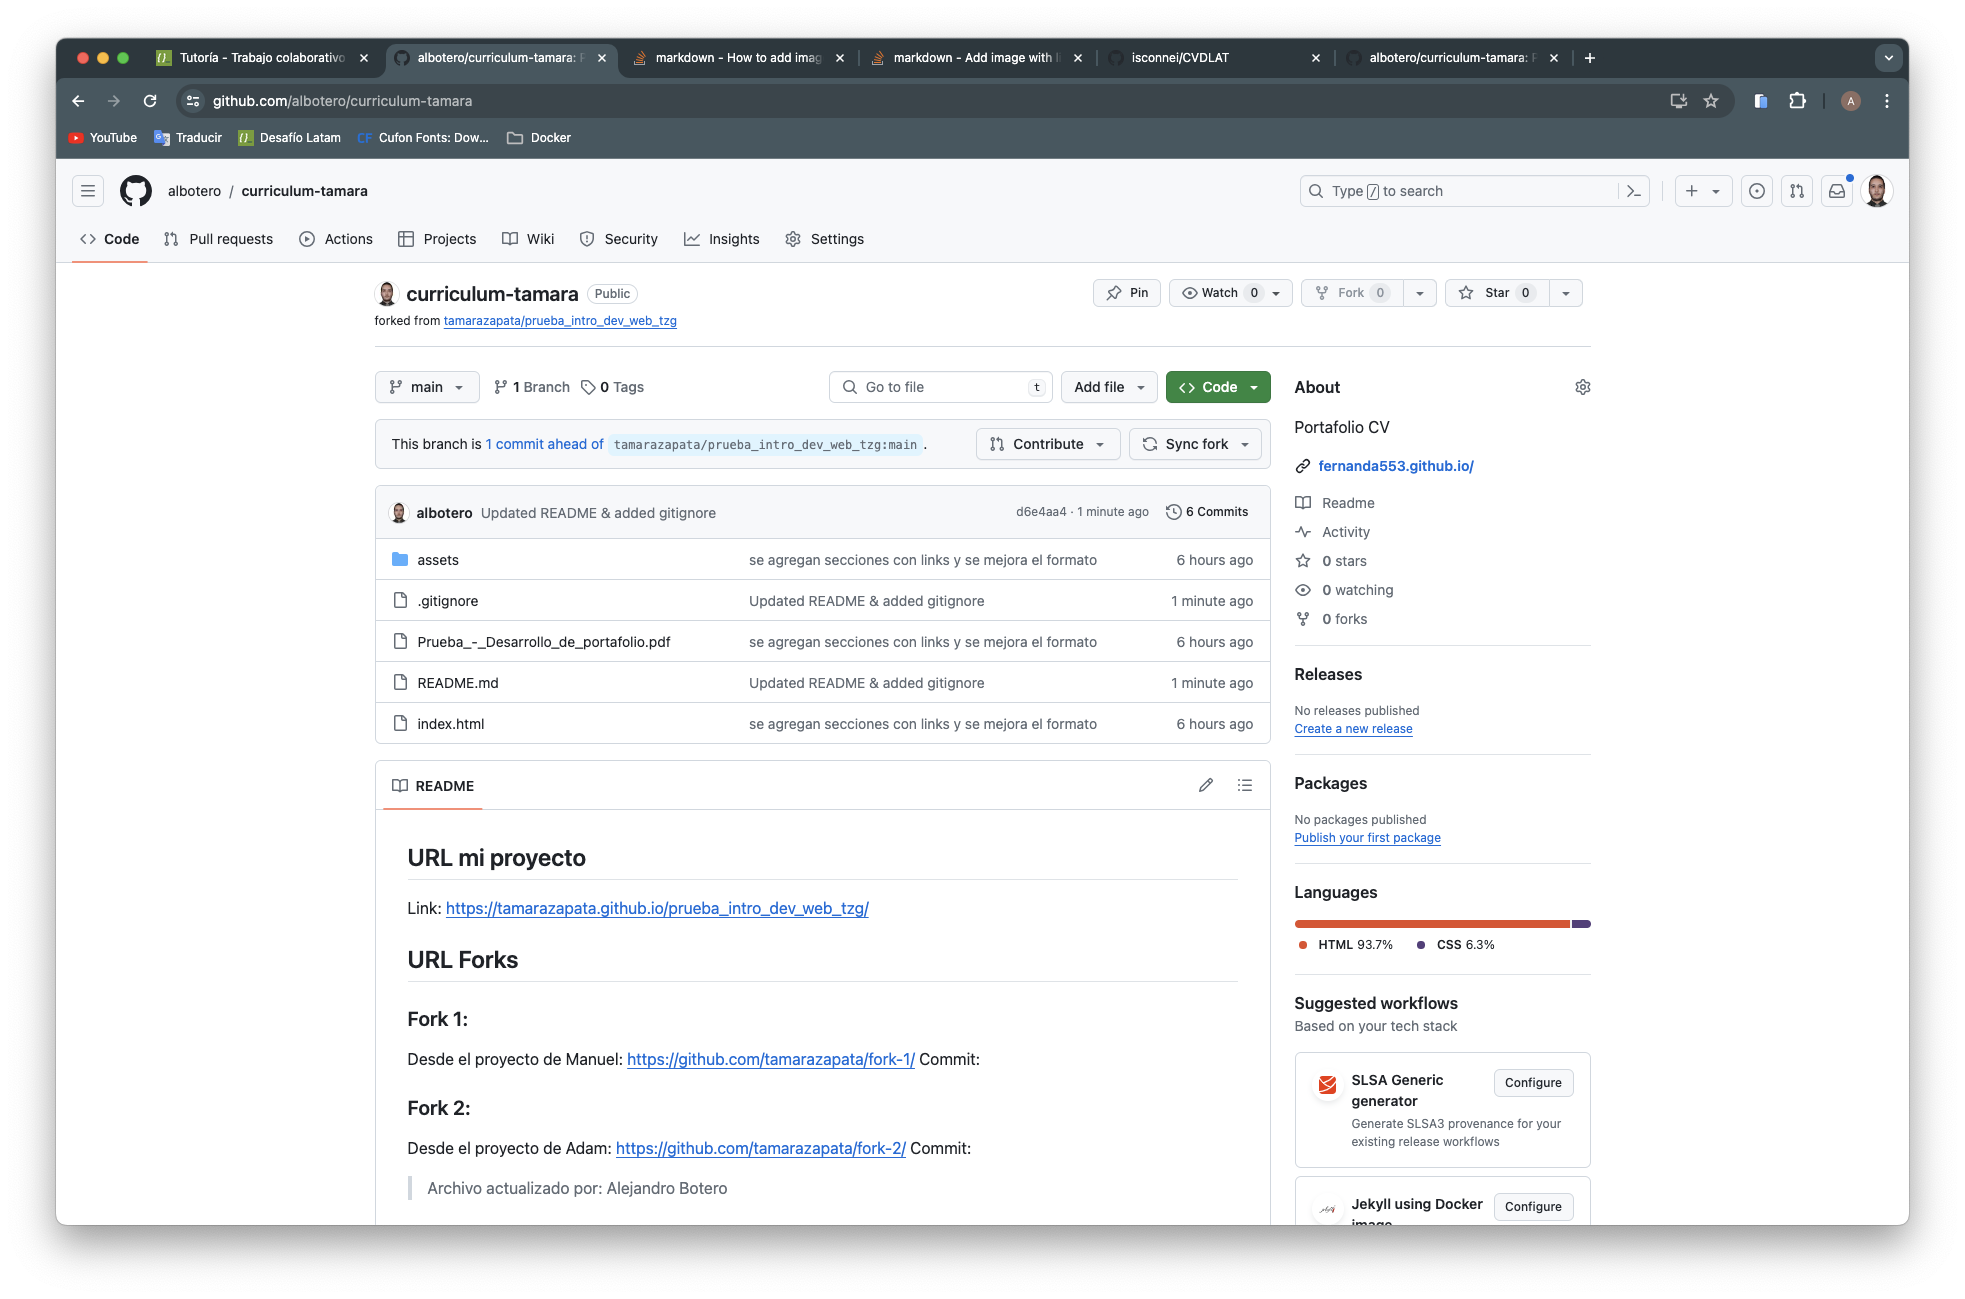 Tutoría - Trabajo colaborativo
albotero/curriculum-tamara:
markdown - How to add imag
markdown - Add image with
isconnei/CVDLAT
albotero/curriculum-tamara:
github.com/albotero/curriculum-tamara
A
YouTube
Traducir
Desafío Latam
CF Cufon Fonts: Dow...
Docker
albotero / curriculum-tamara
Type / to search
Code
Pull requests
Actions
Projects
Wiki
Security
Insights
Settings
curriculum-tamara Public
Pin
Watch 0
Fork 0
Star 0
forked from tamarazapata/prueba_intro_dev_web_tzg
main
1 Branch
0 Tags
Go to file t
Add file
Code
This branch is 1 commit ahead of tamarazapata/prueba_intro_dev_web_tzg:main .
Contribute
Sync fork
albotero Updated README & added gitignore d6e4aa4 · 1 minute ago 6 Commits
assets se agregan secciones con links y se mejora el formato 6 hours ago
.gitignore Updated README & added gitignore 1 minute ago
Prueba_-_Desarrollo_de_portafolio.pdf se agregan secciones con links y se mejora el formato 6 hours ago
README.md Updated README & added gitignore 1 minute ago
index.html se agregan secciones con links y se mejora el formato 6 hours ago
README
URL mi proyecto
Link: https://tamarazapata.github.io/prueba_intro_dev_web_tzg/
URL Forks
Fork 1:
Desde el proyecto de Manuel: https://github.com/tamarazapata/fork-1/ Commit:
Fork 2:
Desde el proyecto de Adam: https://github.com/tamarazapata/fork-2/ Commit:
Archivo actualizado por: Alejandro Botero
About
Portafolio CV
fernanda553.github.io/
Readme
Activity
0 stars
0 watching
0 forks
Releases
No releases published
Create a new release
Packages
No packages published
Publish your first package
Languages
HTML 93.7% CSS 6.3%
Suggested workflows
Based on your tech stack
SLSA Generic
generator
Configure
Generate SLSA3 provenance for your
existing release workflows
Jekyll using Docker
image
Configure